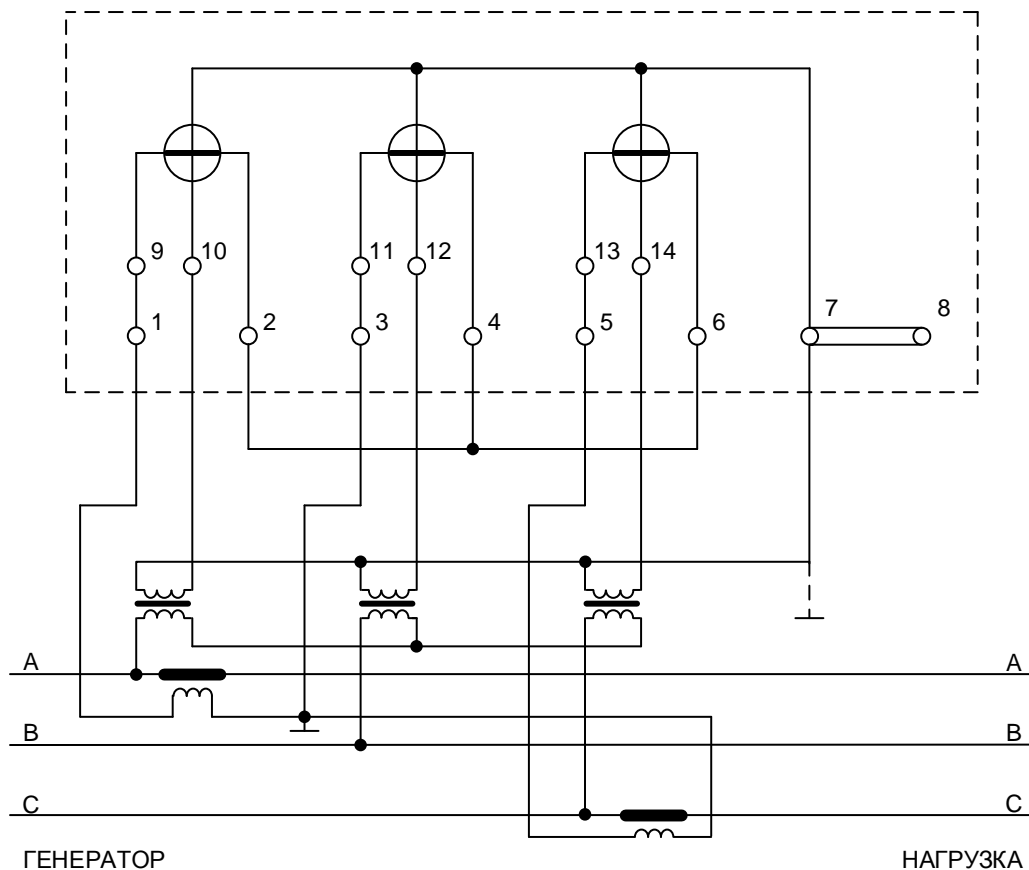 9 10 11 12 13 14
1 2 3 4 5 6 7 8
А А
В В
С С
ГЕНЕРАТОР НАГРУЗКА